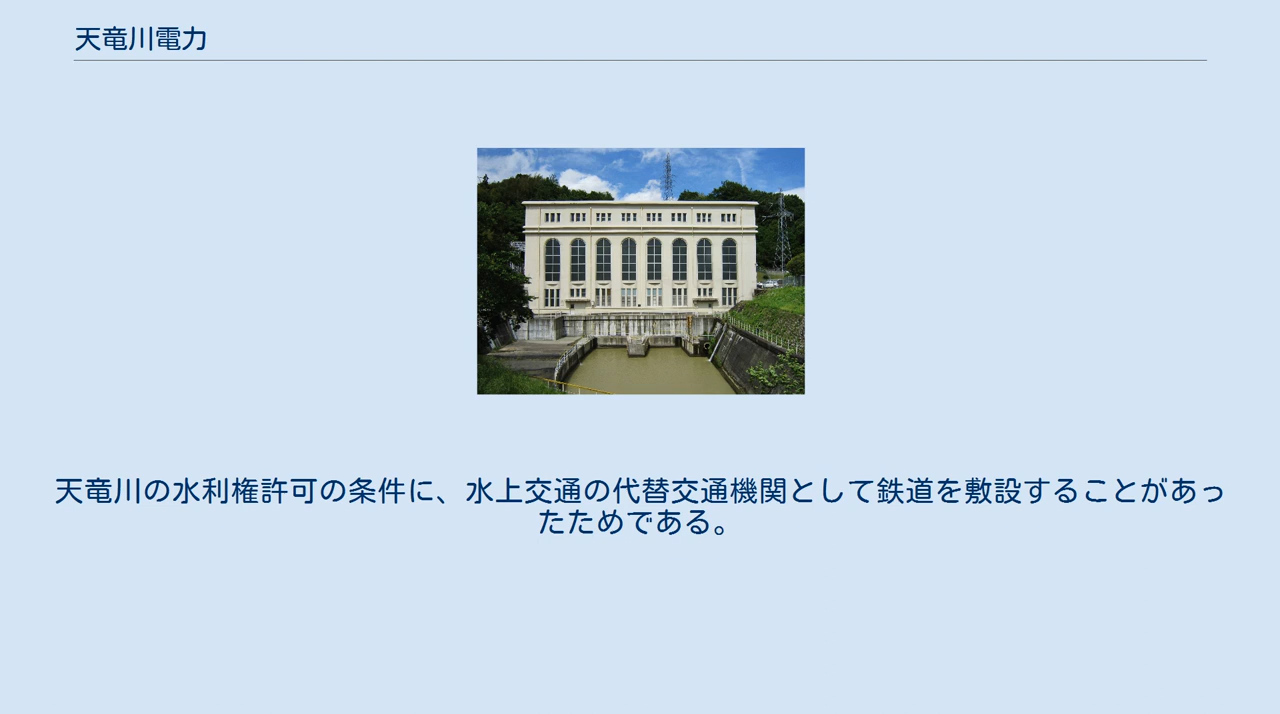 天竜川電力
天竜川の水利権許可の条件に、水上交通の代替交通機関として鉄道を敷設することがあっ
たためである。